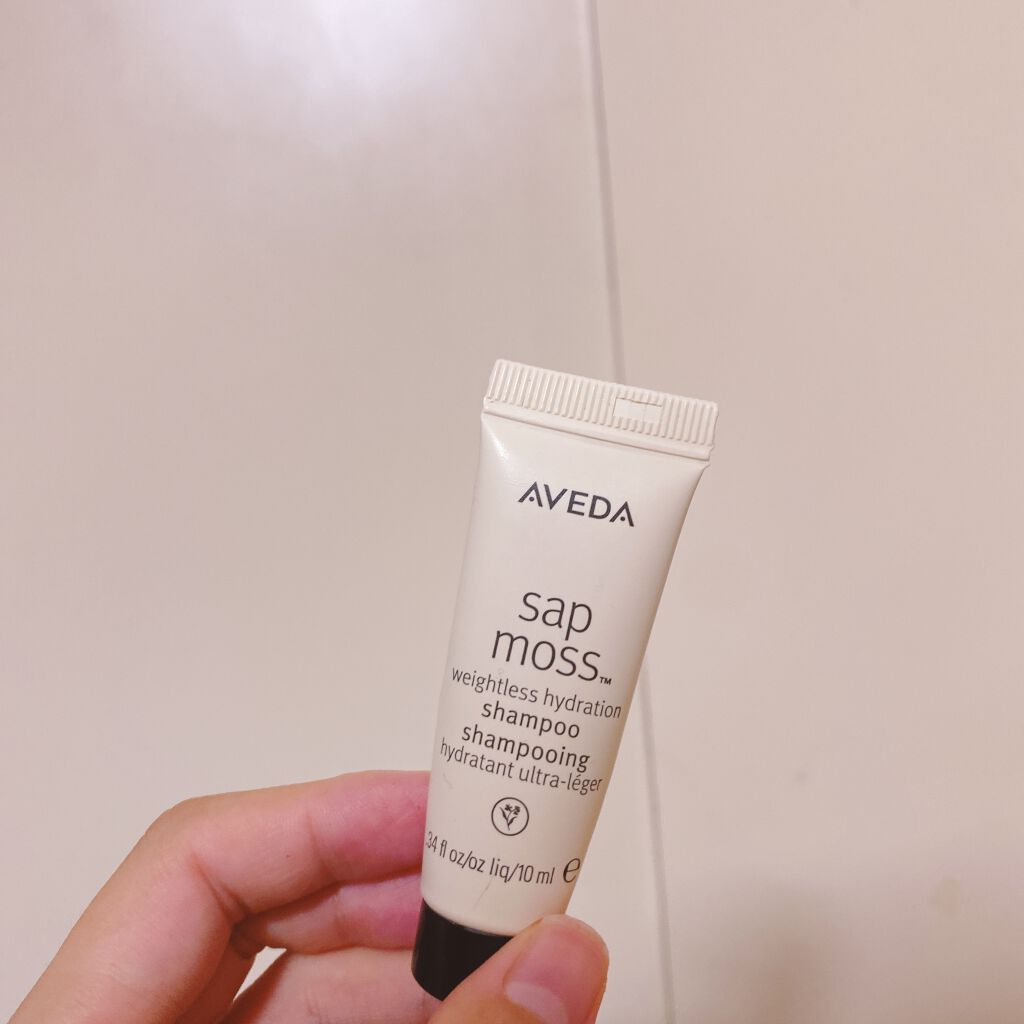 AVEDA
sap
moss™
weightless hydration
shampoo
shampooing
hydratant ultra-léger
.34 fl oz/oz liq/10 ml ℮